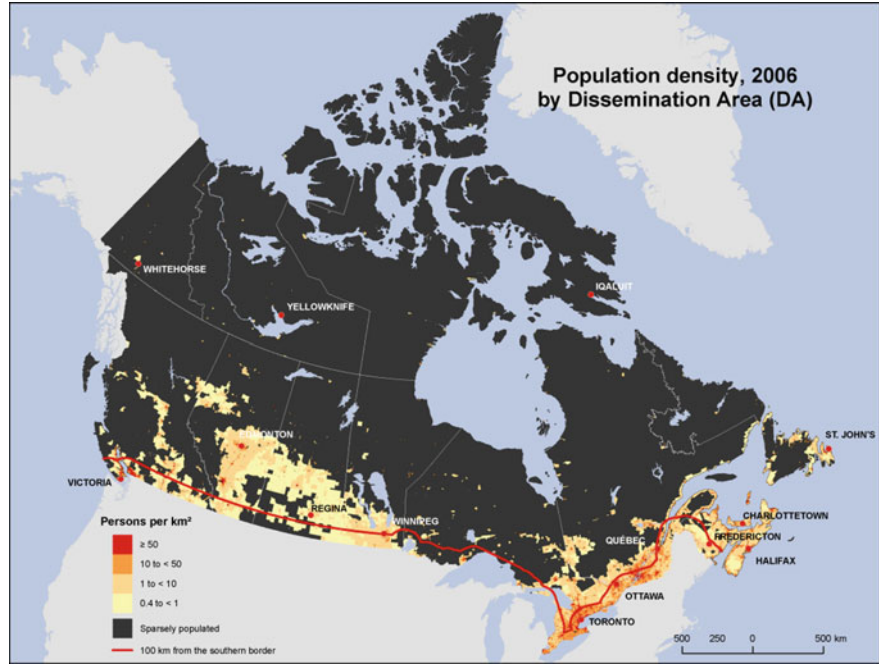 Population density, 2006
by Dissemination Area (DA)
WHITEHORSE
YELLOWKNIFE
IQALUIT
EDMONTON
ST. JOHN'S
VICTORIA
REGINA
WINNIPEG
CHARLOTTETOWN
QUÉBEC
FREDERICTON
HALIFAX
OTTAWA
TORONTO
Persons per km²
≥ 50
10 to < 50
1 to < 10
0.4 to < 1
Sparsely populated
100 km from the southern border
500 250 0 500 km